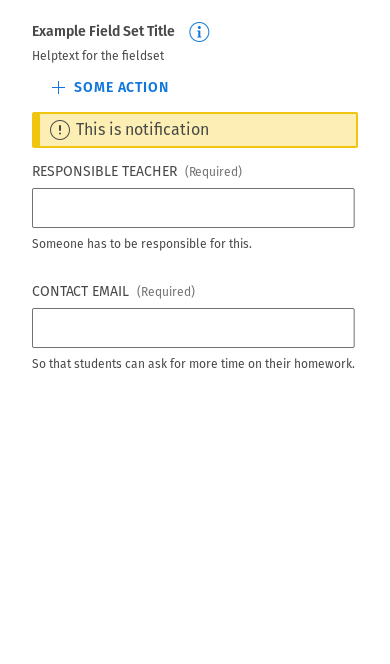 Example Field Set Title
Helptext for the fieldset
SOME ACTION
This is notification
RESPONSIBLE TEACHER (Required)
Someone has to be responsible for this.
CONTACT EMAIL (Required)
So that students can ask for more time on their homework.